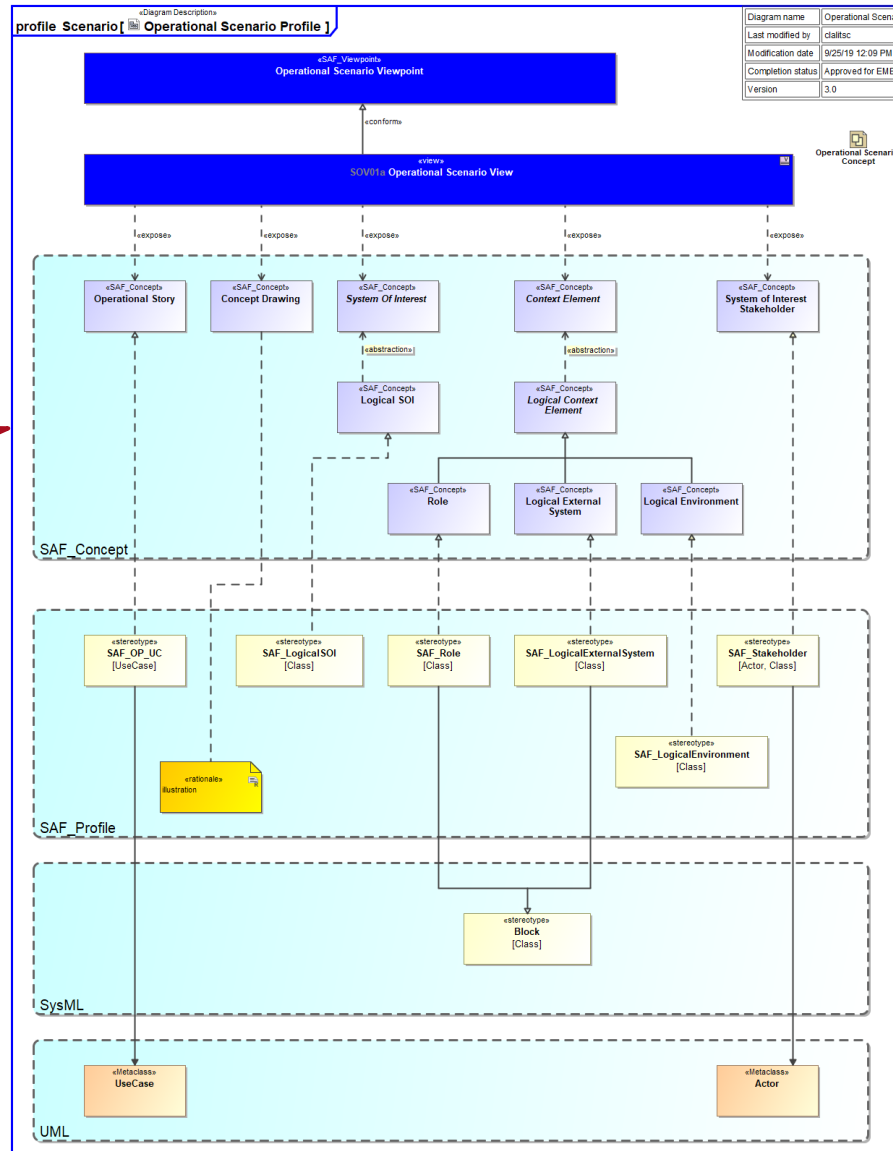 «Diagram Description»
profile Scenario [ Operational Scenario Profile ]
Diagram name Operational Scena
Last modified by clalitsc
Modification date 9/25/19 12:09 PM
Completion status Approved for EME
Version 3.0
«SAF_Viewpoint»
Operational Scenario Viewpoint
«conform»
Operational Scenari
Concept
«view»
SOV01a Operational Scenario View
«expose» «expose» «expose» «expose» «expose»
«SAF_Concept»
Operational Story
«SAF_Concept»
Concept Drawing
«SAF_Concept»
System Of Interest
«SAF_Concept»
Context Element
«SAF_Concept»
System of Interest
Stakeholder
«abstraction» «abstraction»
«SAF_Concept»
Logical SOI
«SAF_Concept»
Logical Context
Element
«SAF_Concept»
Role
«SAF_Concept»
Logical External
System
«SAF_Concept»
Logical Environment
SAF_Concept
«stereotype»
SAF_OP_UC
[UseCase]
«stereotype»
SAF_LogicalSOI
[Class]
«stereotype»
SAF_Role
[Class]
«stereotype»
SAF_LogicalExternalSystem
[Class]
«stereotype»
SAF_Stakeholder
[Actor, Class]
«stereotype»
SAF_LogicalEnvironment
[Class]
«rationale»
illustration
SAF_Profile
«stereotype»
Block
[Class]
SysML
«Metaclass»
UseCase
«Metaclass»
Actor
UML